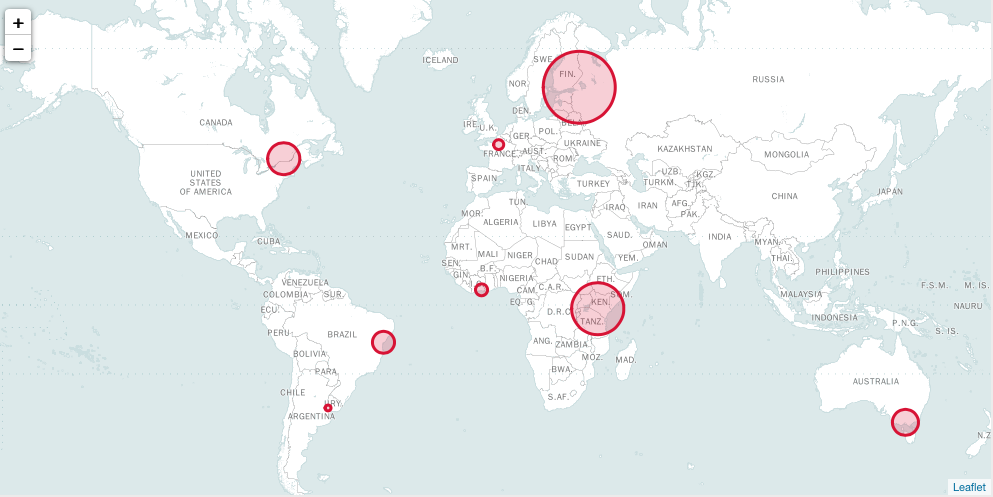 +
−
ICELAND
SWE.
FIN.
NOR.
RUSSIA
DEN.
CANADA
IRE.
U.K.
BELA.
GER.
POL.
UKRAINE
FRANCE
AUST.
ROM.
KAZAKHSTAN
MONGOLIA
ITALY
UNITED
STATES
OF AMERICA
SPAIN
TURKEY
UZB.
KGZ.
TURKM.
TJK.
CHINA
JAPAN
TUN.
MOR.
IRAQ
IRAN
AFG.
PAK.
ALGERIA
LIBYA
EGYPT
MEXICO
CUBA
SAUD.
OMAN
INDIA
MYAN.
MRT.
MALI
NIGER
CHAD
SUDAN
YEM.
THAI.
SEN.
B.F.
GIN.
NIGERIA
ETH.
PHILIPPINES
VENEZUELA
COLOMBIA
SUR.
CAM.
C.A.R.
SOM.
MALAYSIA
F.S.M.
M. IS.
EQ. G.
KEN.
ECU.
D.R.C.
TANZ.
INDONESIA
P.N.G.
NAURU
S. IS.
PERU
BRAZIL
ANG.
ZAMBIA
BOLIVIA
MOZ.
MAD.
PARA.
BWA.
AUSTRALIA
CHILE
S.AF.
URY.
ARGENTINA
N.Z.
Leaflet